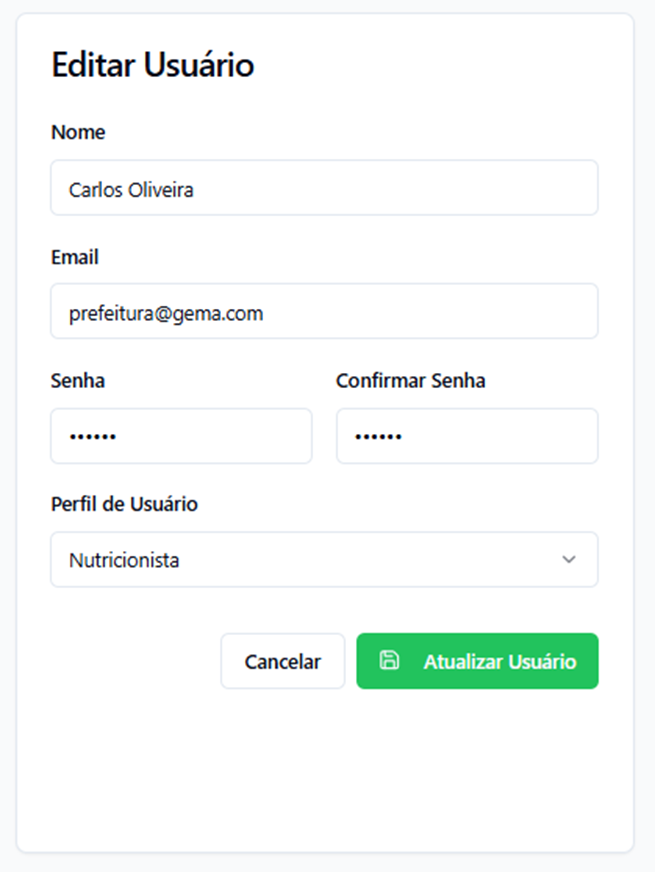 Editar Usuário
Nome
Carlos Oliveira
Email
prefeitura@gema.com
Senha Confirmar Senha
•••••• ••••••
Perfil de Usuário
Nutricionista
Cancelar Atualizar Usuário